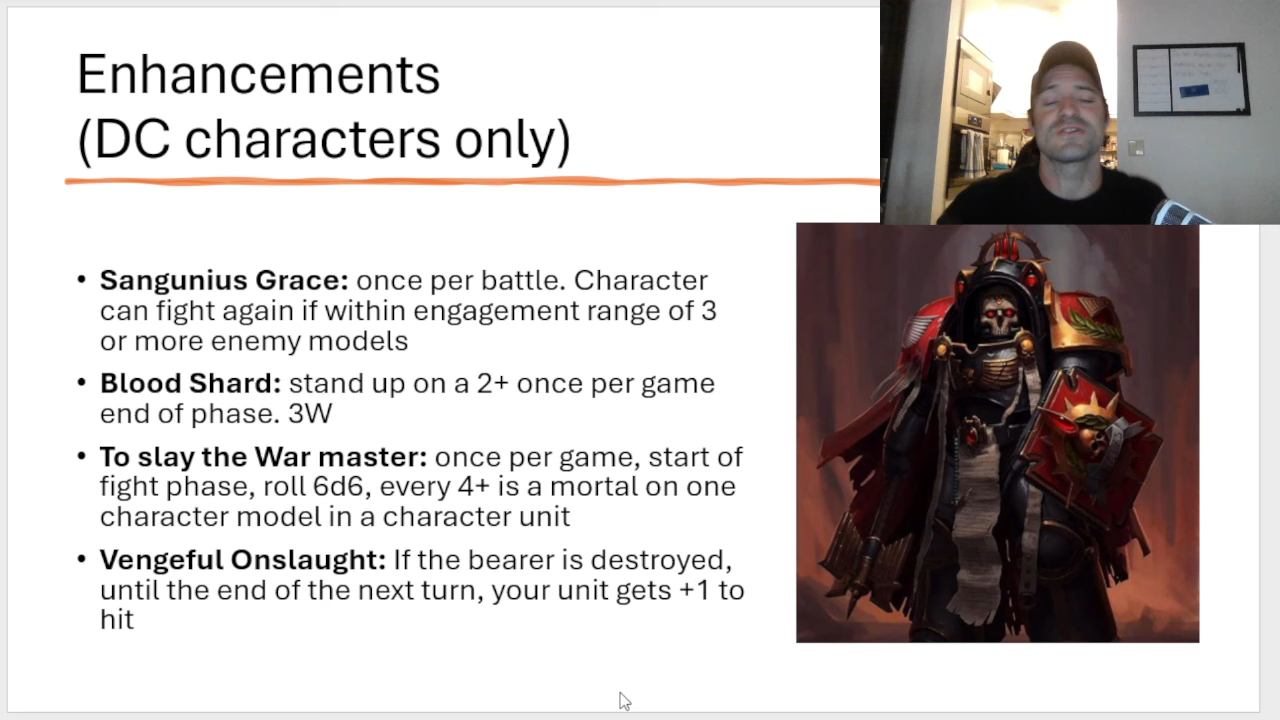 Enhancements
(DC characters only)
• Sangunius Grace: once per battle. Character
can fight again if within engagement range of 3
or more enemy models
• Blood Shard: stand up on a 2+ once per game
end of phase. 3W
• To slay the War master: once per game, start of
fight phase, roll 6d6, every 4+ is a mortal on one
character model in a character unit
• Vengeful Onslaught: If the bearer is destroyed,
until the end of the next turn, your unit gets +1 to
hit